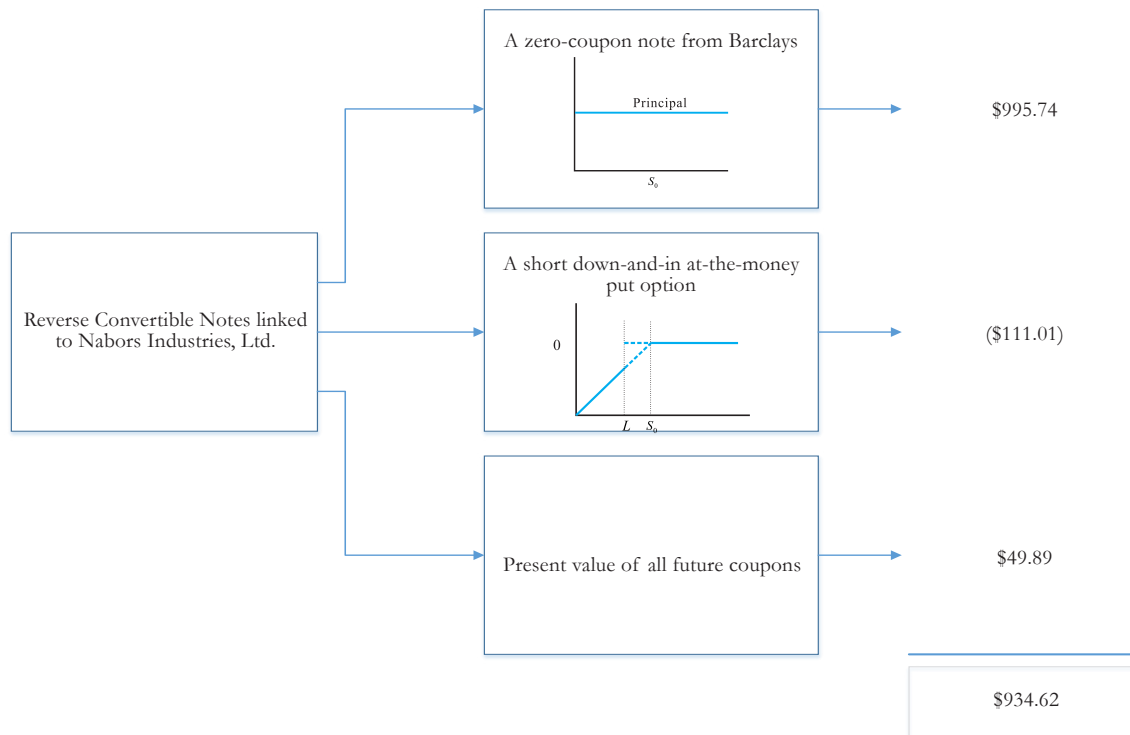 A zero-coupon note from Barclays
Principal
S₀
$995.74
Reverse Convertible Notes linked
to Nabors Industries, Ltd.
A short down-and-in at-the-money
put option
0
L S₀
($111.01)
Present value of all future coupons
$49.89
$934.62